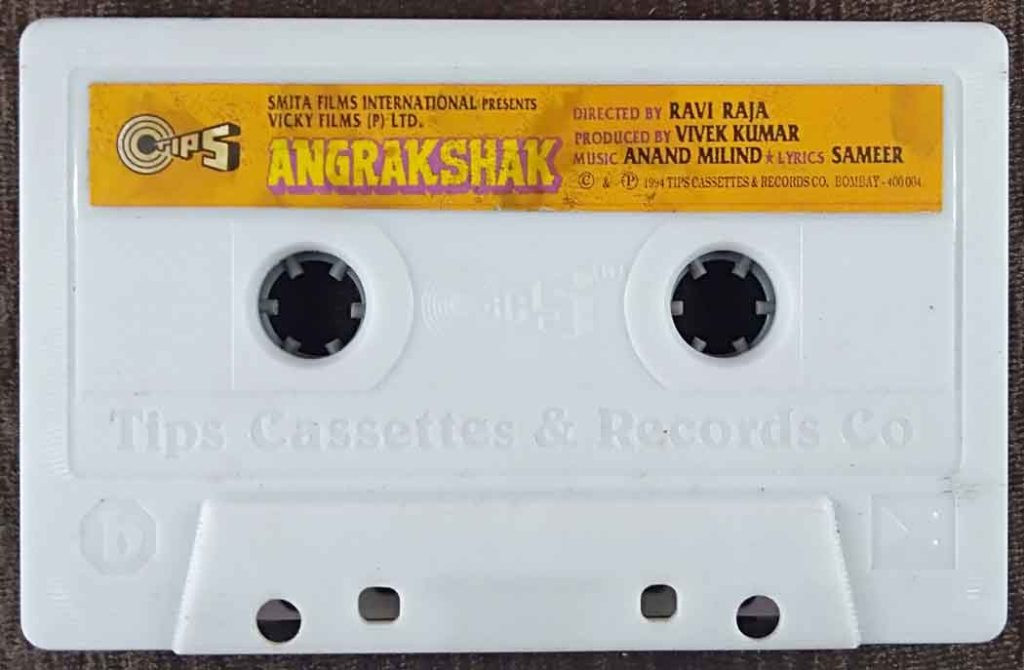 TIPS
SMITA FILMS INTERNATIONAL PRESENTS
VICKY FILMS (P) LTD.
ANGRAKSHAK
DIRECTED BY RAVI RAJA
PRODUCED BY VIVEK KUMAR
MUSIC ANAND MILIND ★ LYRICS SAMEER
© & ℗ 1994 TIPS CASSETTES & RECORDS CO, BOMBAY - 400 004.
TIPS
Tips Cassettes & Records Co
b